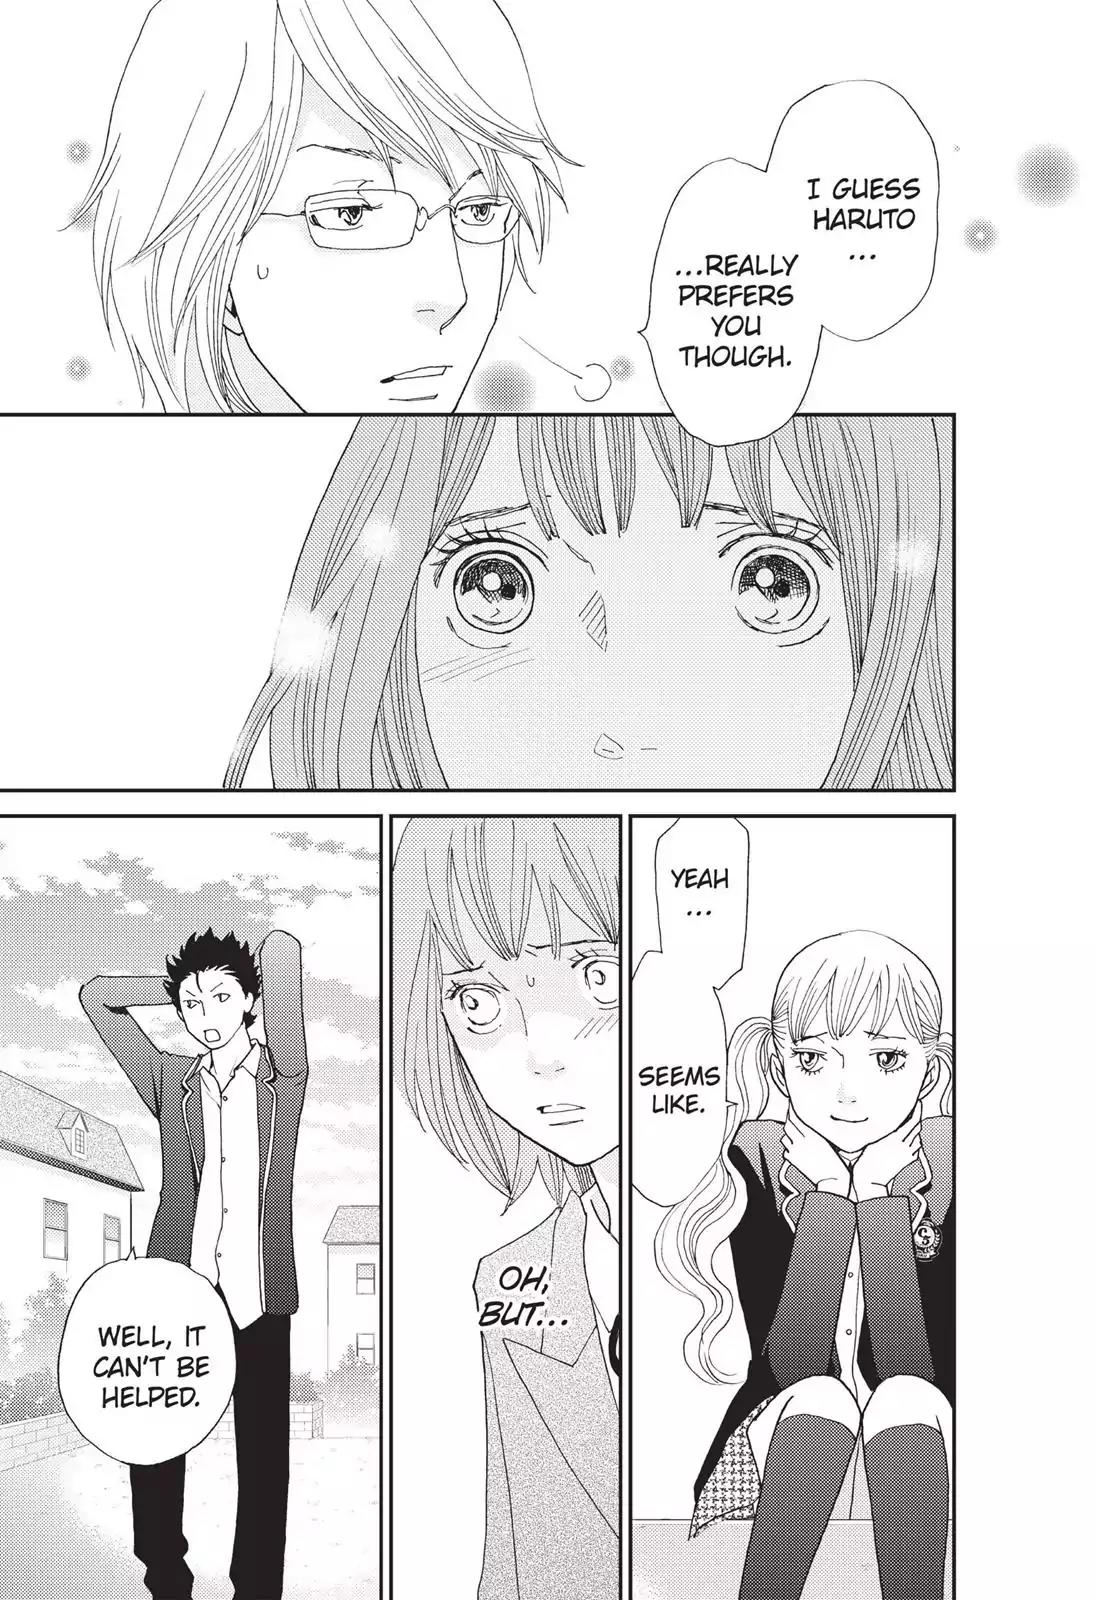 I GUESS
HARUTO
...
...REALLY
PREFERS
YOU
THOUGH.
YEAH
...
SEEMS
LIKE.
OH,
BUT...
WELL, IT
CAN'T BE
HELPED.